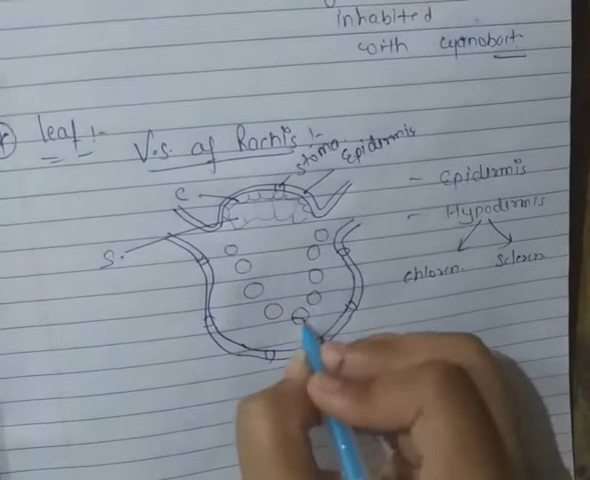 inhabited
with cyanobact
Leaf :-
V.s. of Rachis :-
stoma
Epidermis
C
S.
- Epidermis
- Hypodermis
chloren.
scleren